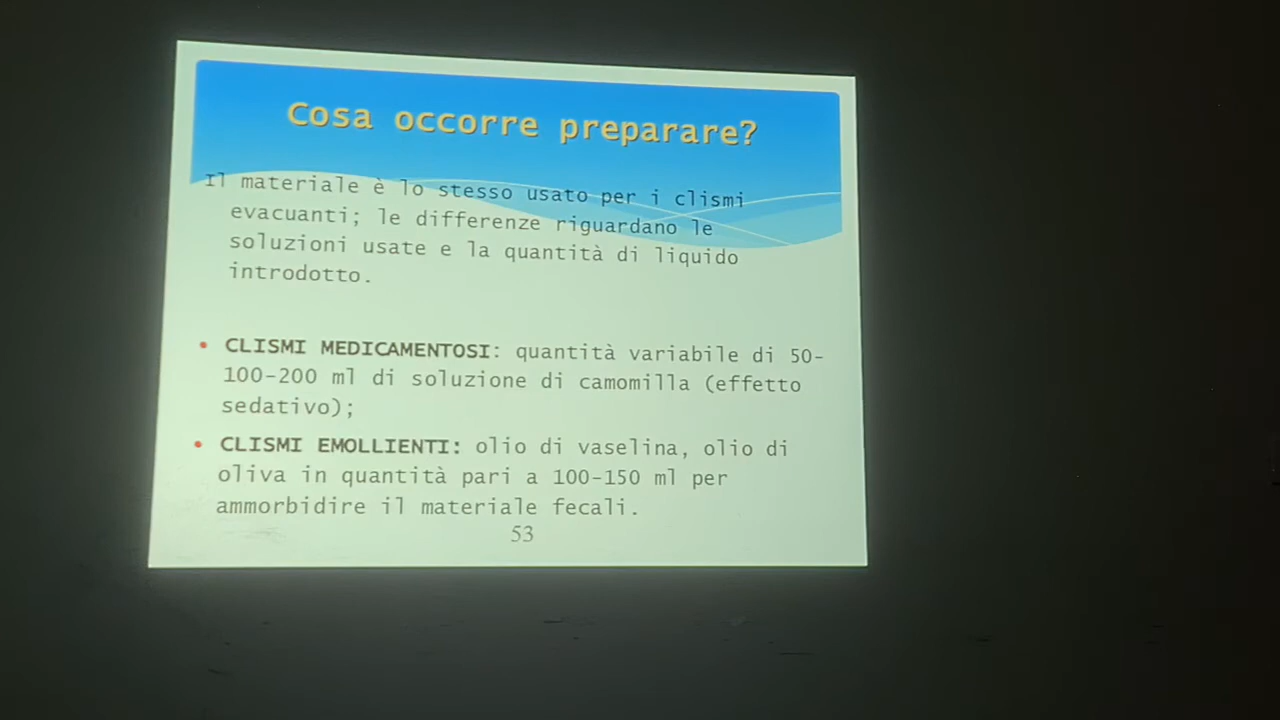 Cosa occorre preparare?
Il materiale è lo stesso usato per i clismi
evacuanti; le differenze riguardano le
soluzioni usate e la quantità di liquido
introdotto.
• CLISMI MEDICAMENTOSI: quantità variabile di 50-
100-200 ml di soluzione di camomilla (effetto
sedativo);
• CLISMI EMOLLIENTI: olio di vaselina, olio di
oliva in quantità pari a 100-150 ml per
ammorbidire il materiale fecali.
53